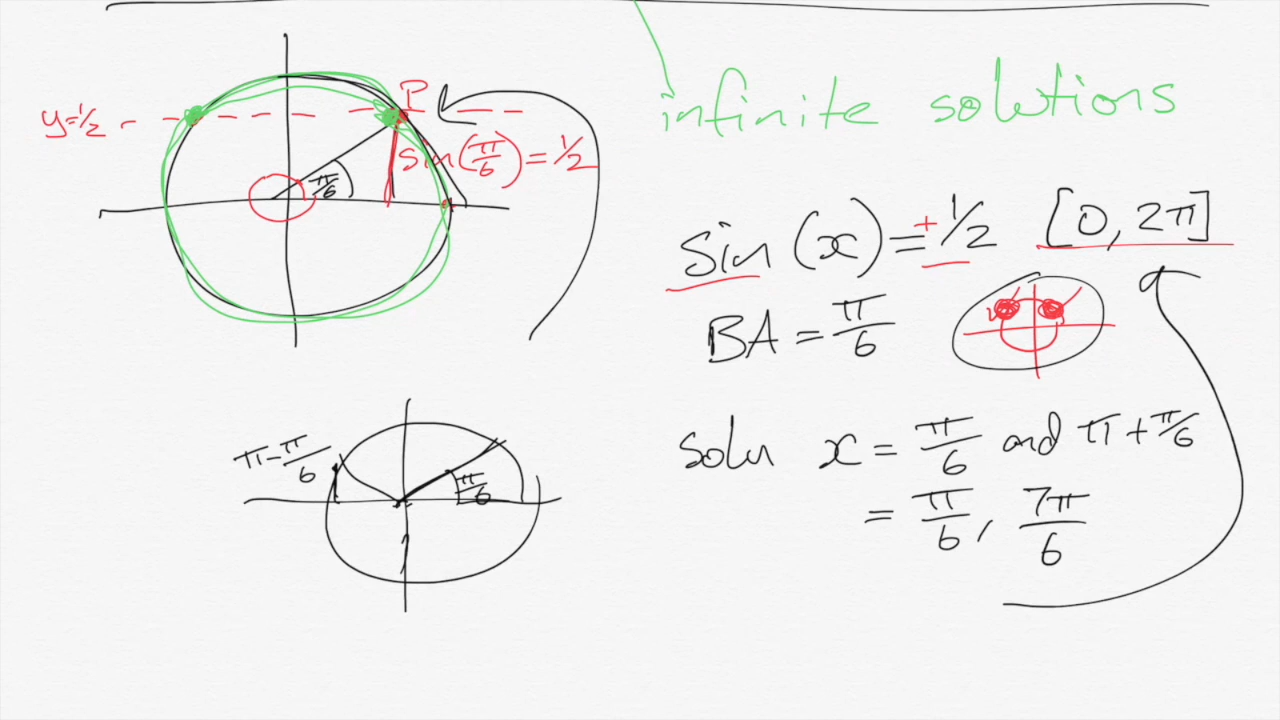 infinite solutions
P
y=1/2
sin(π/6) = 1/2
π/6
sin(x) = +1/2 [0, 2π]
BA = π/6
soln x = π/6 and π + π/6
= π/6, 7π/6
π - π/6
π/6